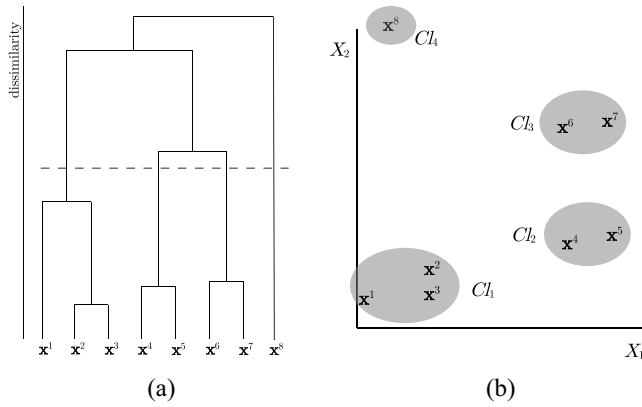 dissimilarity
x¹ x² x³ x⁴ x⁵ x⁶ x⁷ x⁸
(a)
x⁸
Cl₄
X₂
Cl₃
x⁶ x⁷
Cl₂
x⁴ x⁵
x²
x¹ x³
Cl₁
X₁
(b)